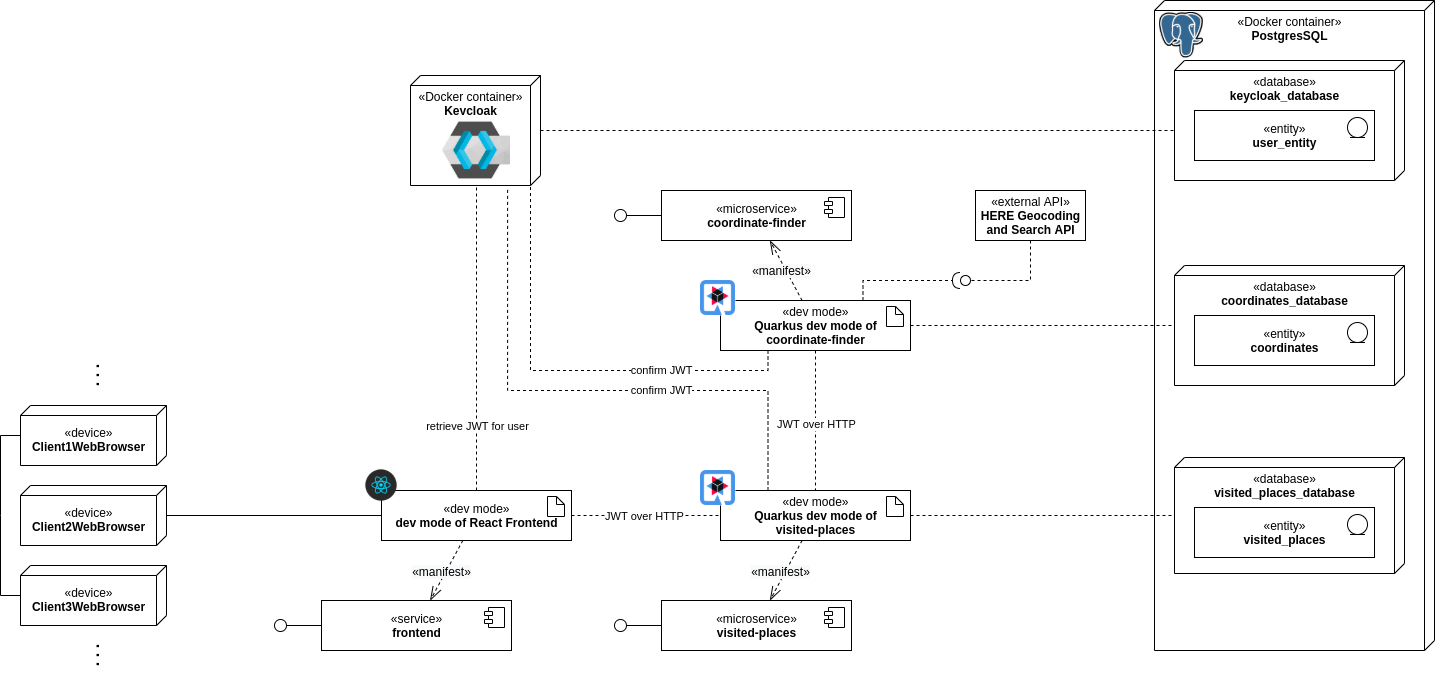 «Docker container»
PostgresSQL
«database»
keycloak_database
«entity»
user_entity
«Docker container»
Kevcloak
«microservice»
coordinate-finder
«external API»
HERE Geocoding
and Search API
«manifest»
«database»
coordinates_database
«entity»
coordinates
«dev mode»
Quarkus dev mode of
coordinate-finder
confirm JWT
confirm JWT
retrieve JWT for user
JWT over HTTP
«device»
Client1WebBrowser
«device»
Client2WebBrowser
«device»
Client3WebBrowser
«dev mode»
dev mode of React Frontend
JWT over HTTP
«dev mode»
Quarkus dev mode of
visited-places
«database»
visited_places_database
«entity»
visited_places
«manifest»
«manifest»
«service»
frontend
«microservice»
visited-places